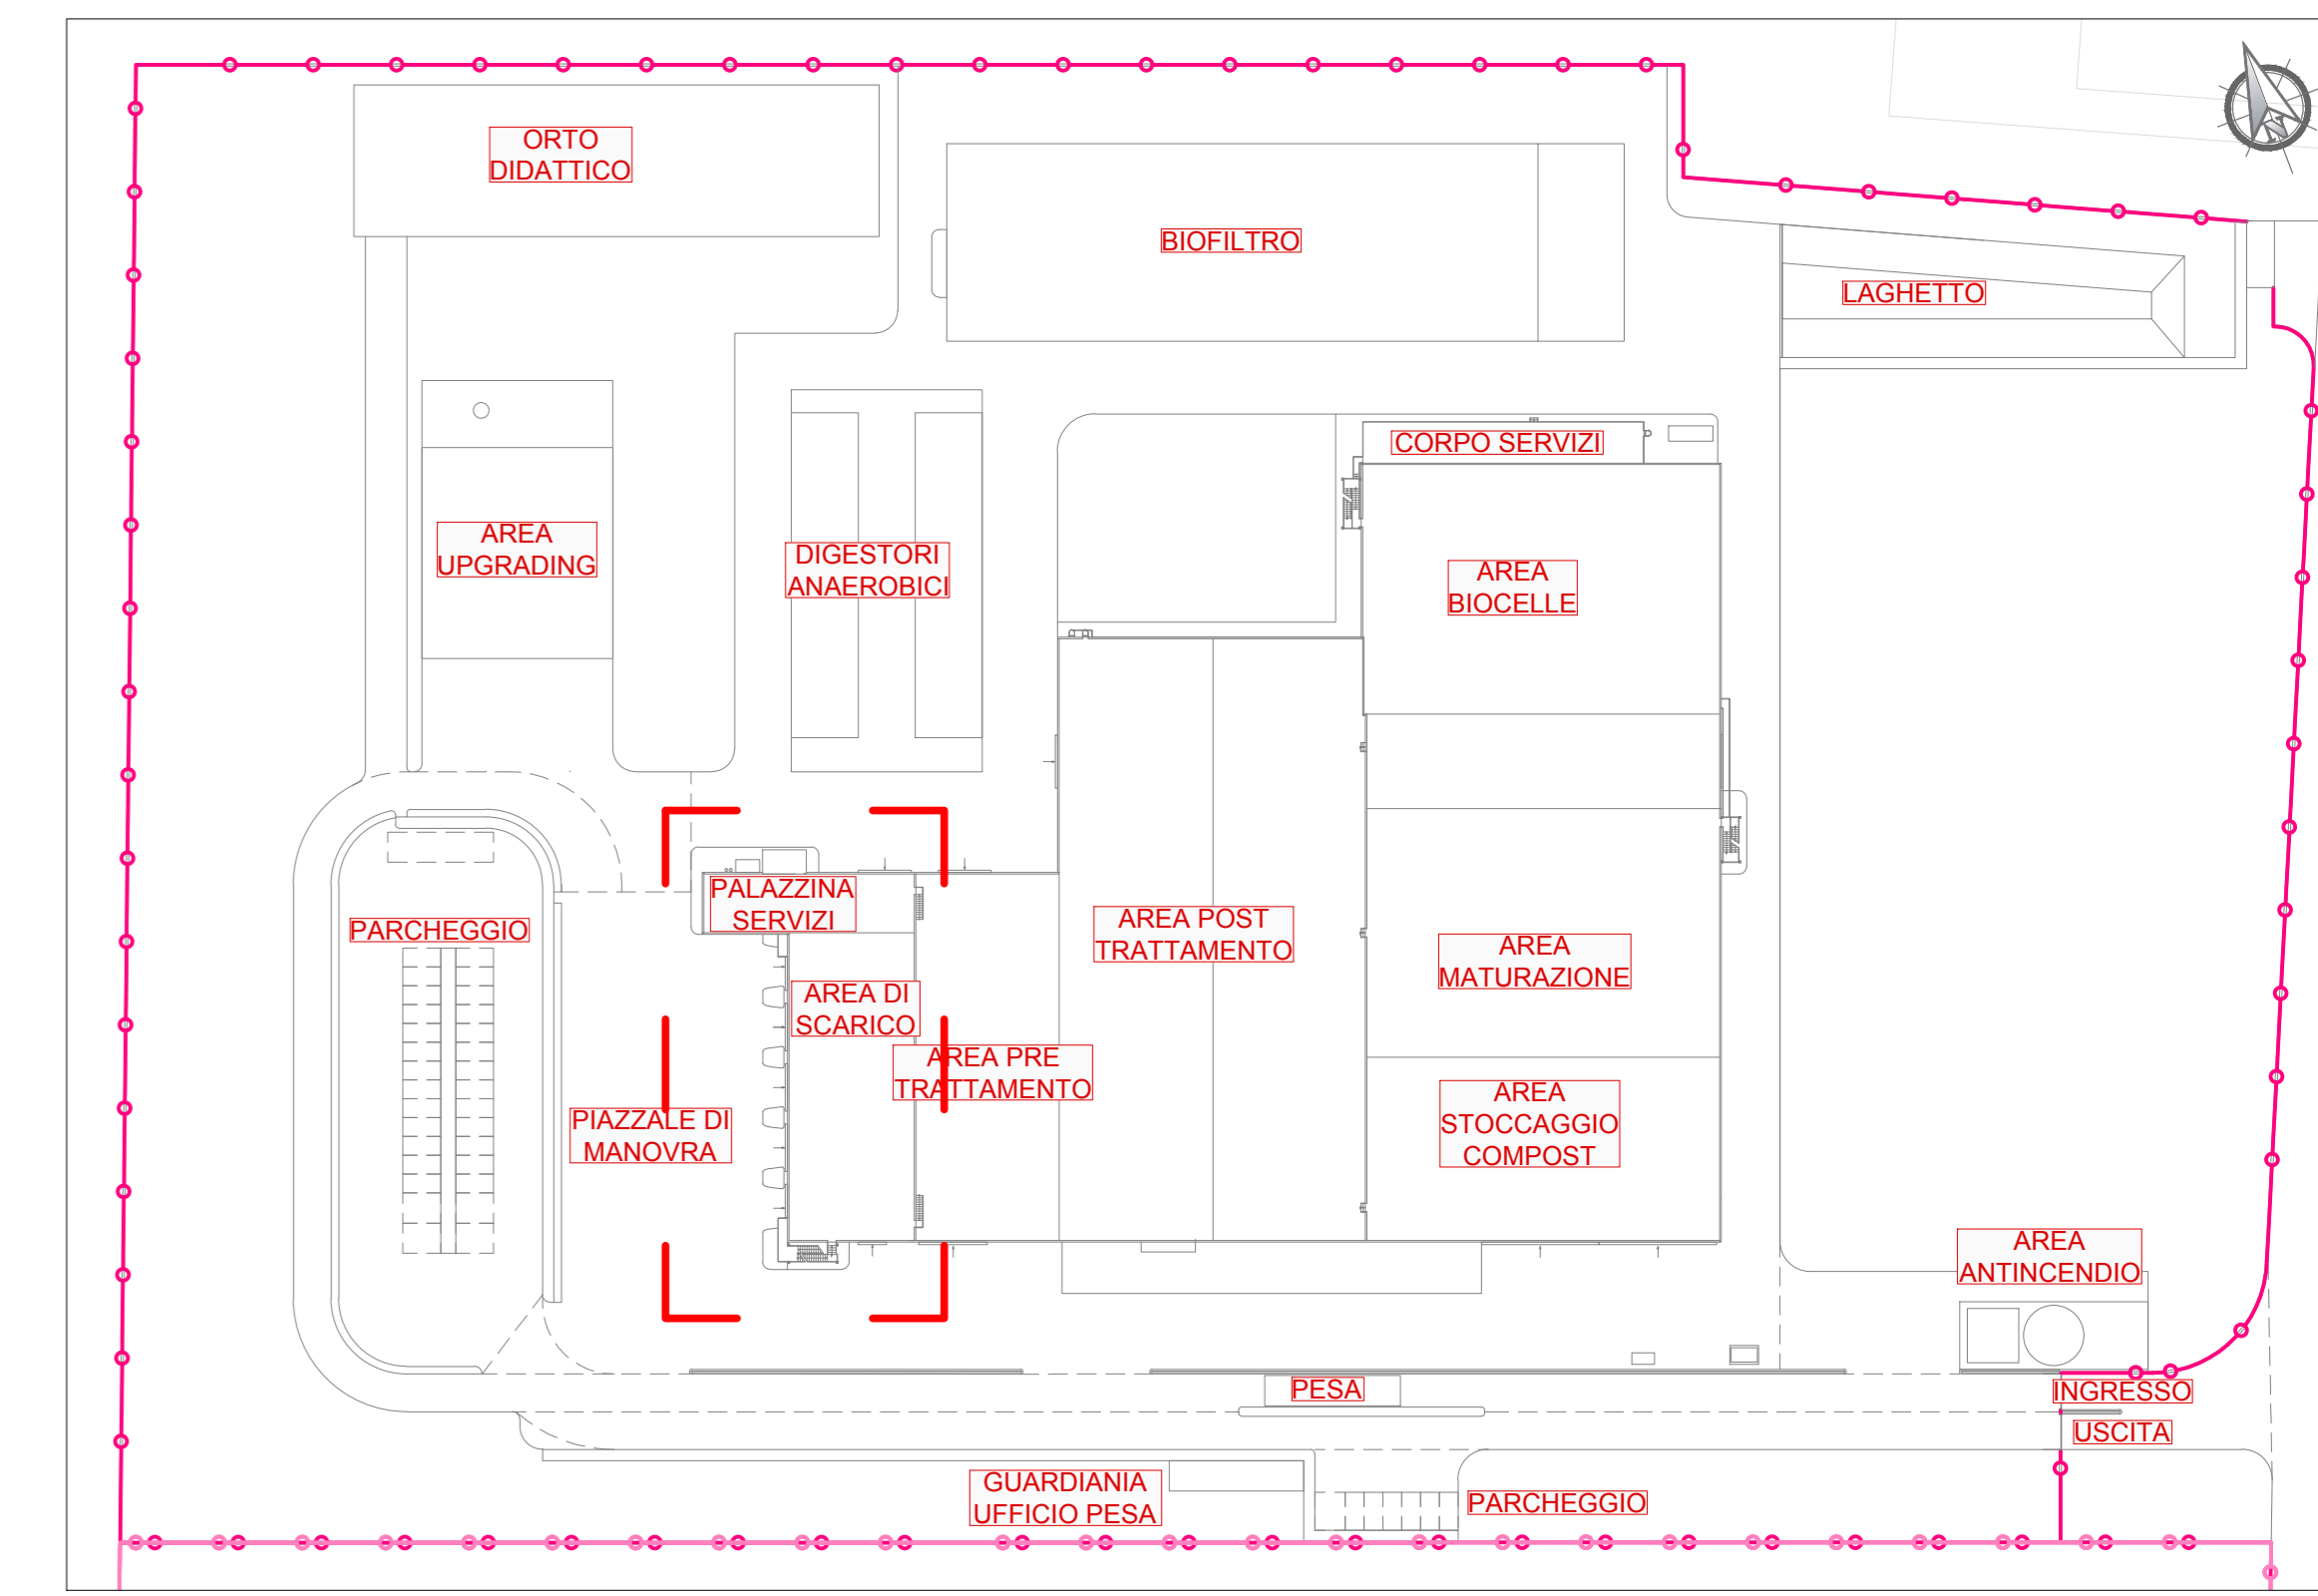 ORTO
DIDATTICO
BIOFILTRO
LAGHETTO
CORPO SERVIZI
AREA
UPGRADING
DIGESTORI
ANAEROBICI
AREA
BIOCELLE
PALAZZINA
SERVIZI
PARCHEGGIO
AREA POST
TRATTAMENTO
AREA
MATURAZIONE
AREA DI
SCARICO
AREA PRE
TRATTAMENTO
PIAZZALE DI
MANOVRA
AREA
STOCCAGGIO
COMPOST
AREA
ANTINCENDIO
PESA
INGRESSO
USCITA
GUARDIANIA
UFFICIO PESA
PARCHEGGIO
N